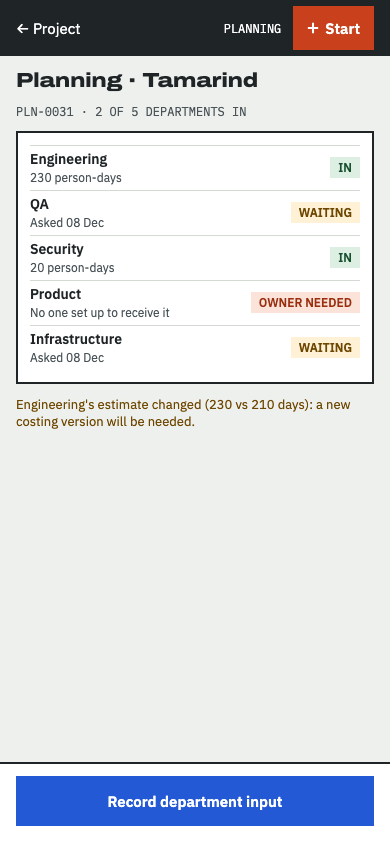 ← Project
PLANNING
+ Start
Planning · Tamarind
PLN-0031 · 2 OF 5 DEPARTMENTS IN
Engineering
230 person-days
IN
QA
Asked 08 Dec
WAITING
Security
20 person-days
IN
Product
No one set up to receive it
OWNER NEEDED
Infrastructure
Asked 08 Dec
WAITING
Engineering's estimate changed (230 vs 210 days): a new
costing version will be needed.
Record department input